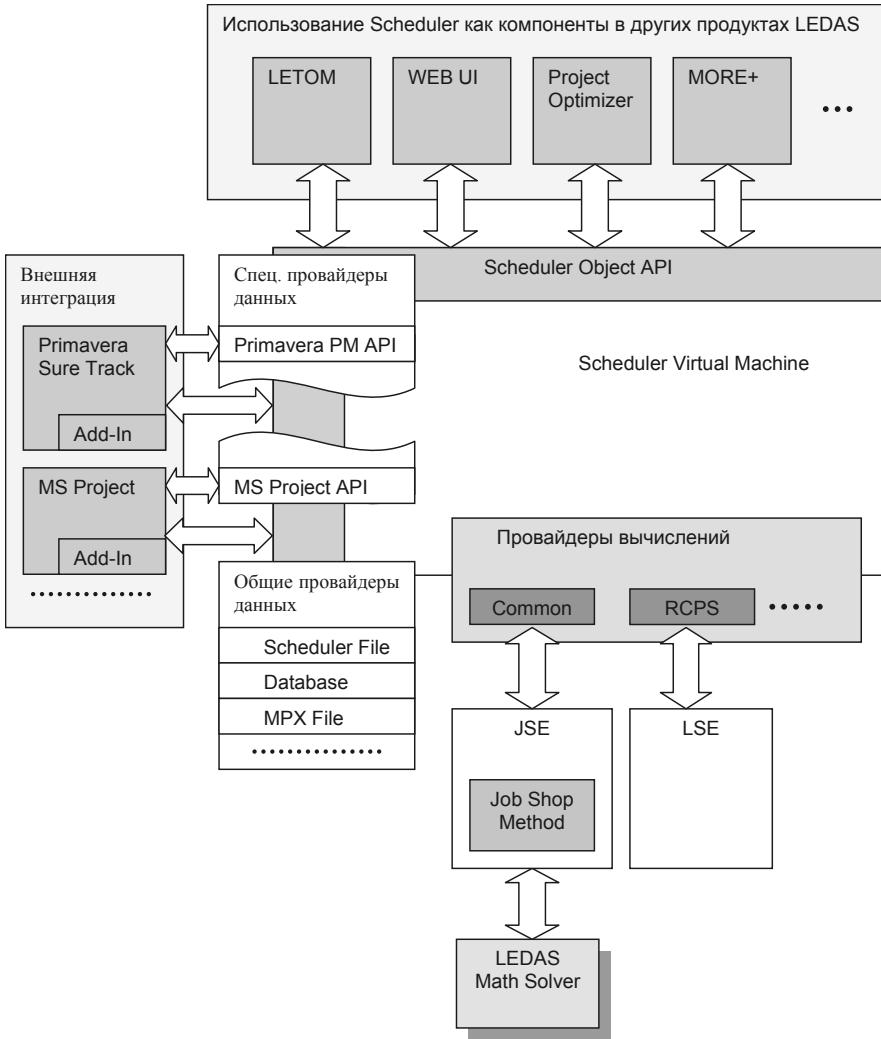 Использование Scheduler как компоненты в других продуктах LEDAS
LETOM
WEB UI
Project
Optimizer
MORE+
Scheduler Object API
Внешняя
интеграция
Спец. провайдеры
данных
Primavera
Sure Track
Primavera PM API
Scheduler Virtual Machine
Add-In
MS Project
MS Project API
Add-In
Провайдеры вычислений
Общие провайдеры
данных
Common
RCPS
Scheduler File
Database
MPX File
JSE
LSE
Job Shop
Method
LEDAS
Math Solver